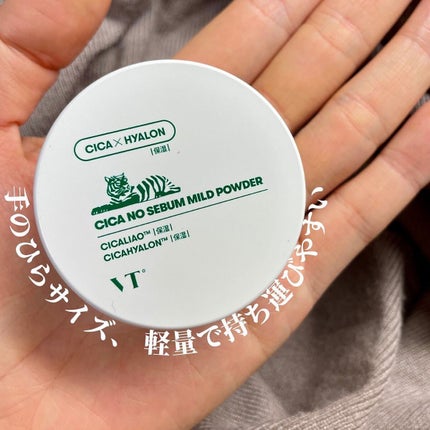 CICA×HYALON
|保湿|
CICA NO SEBUM MILD POWDER
CICALIAO™ |保湿|
CICAHYALON™ |保湿|
VT°
手のひらサイズ、軽量で持ち運びやすい